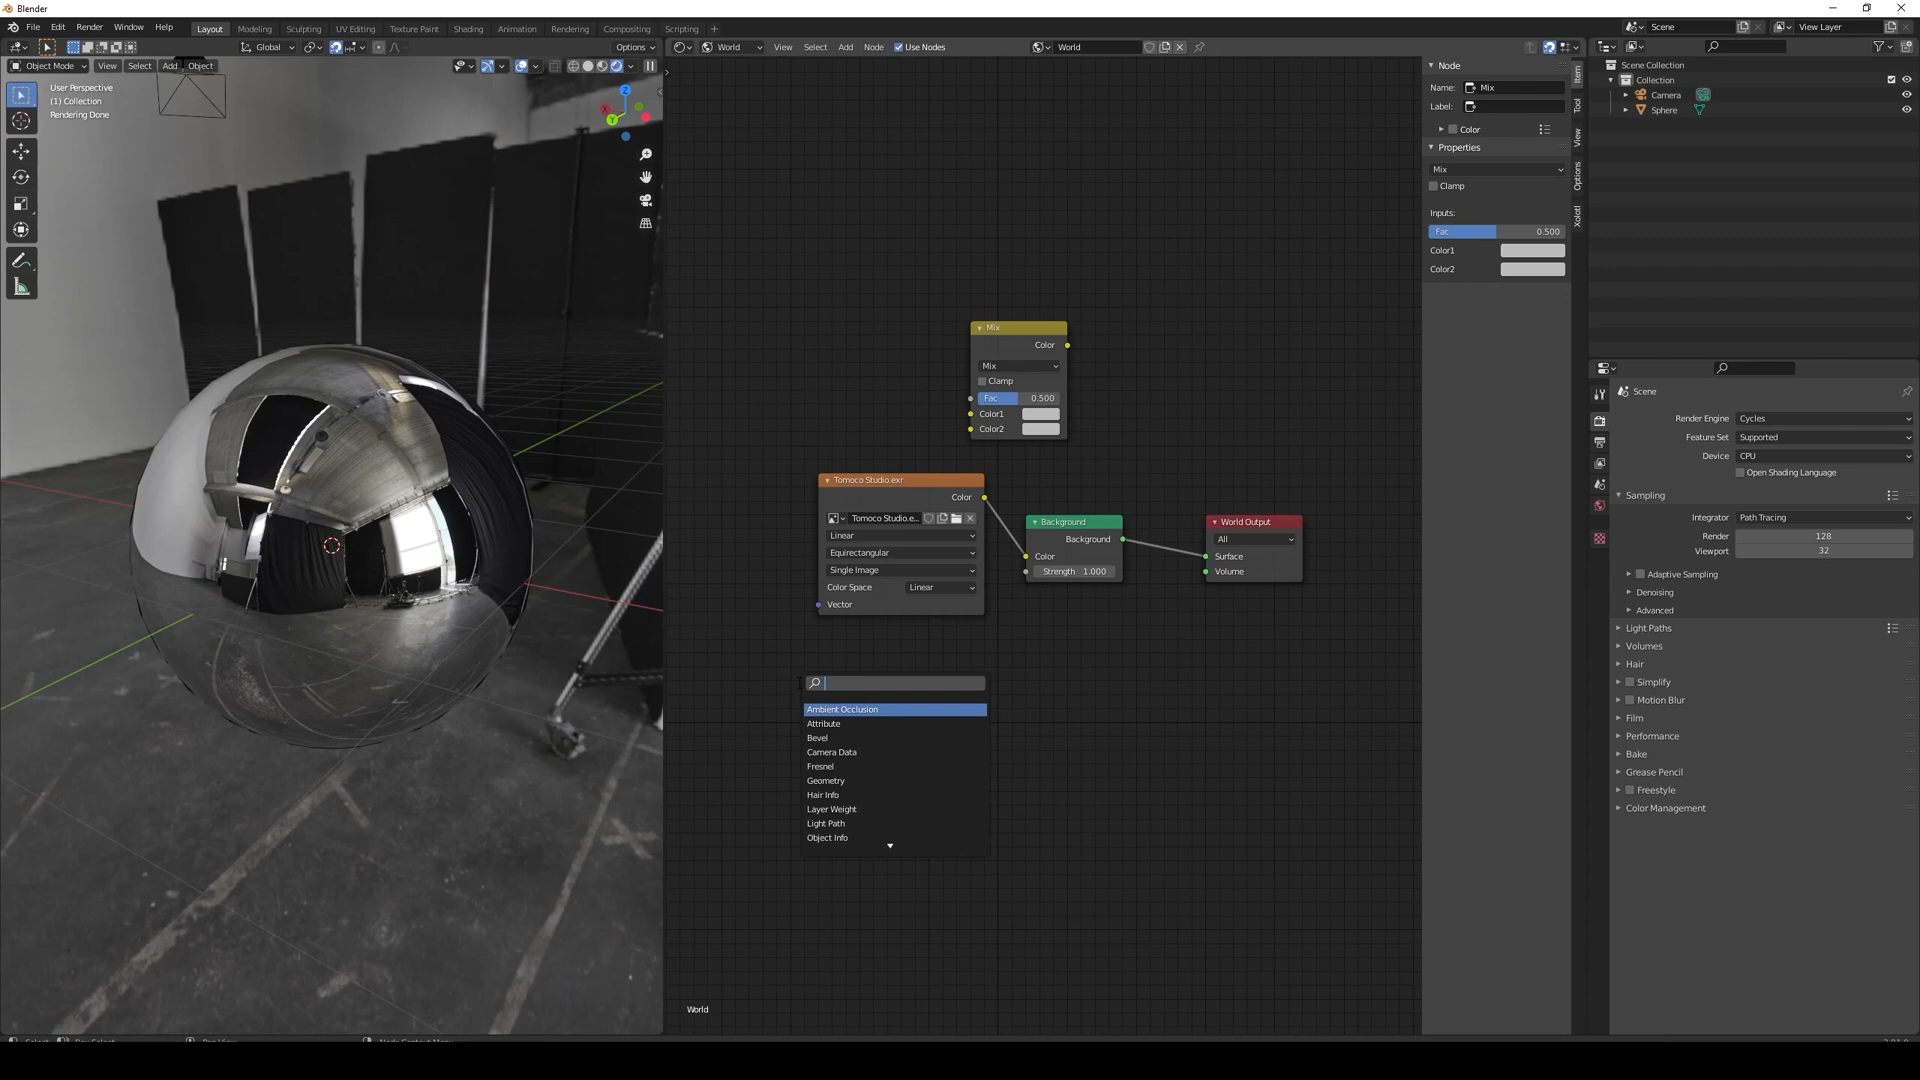 Blender
File Edit Render Window Help Layout Modeling Sculpting UV Editing Texture Paint Shading Animation Rendering Compositing Scripting + Scene View Layer
Global Options
World View Select Add Node Use Nodes World
Object Mode View Select Add Object
User Perspective
(1) Collection
Rendering Done
Z
X
Y
Mix
Color
Mix
Clamp
Fac 0.500
Color1
Color2
Tomoco Studio.exr
Color
Tomoco Studio.e...
Linear
Equirectangular
Single Image
Color Space Linear
Vector
Background
Background
Color
Strength 1.000
World Output
All
Surface
Volume
Ambient Occlusion
Attribute
Bevel
Camera Data
Fresnel
Geometry
Hair Info
Layer Weight
Light Path
Object Info
World
Node
Name: Mix
Label:
Color
Properties
Mix
Clamp
Inputs:
Fac 0.500
Color1
Color2
Item
Tool
View
Options
Xolotl
Scene Collection
Collection
Camera
Sphere
Scene
Render Engine Cycles
Feature Set Supported
Device CPU
Open Shading Language
Sampling
Integrator Path Tracing
Render 128
Viewport 32
Adaptive Sampling
Denoising
Advanced
Light Paths
Volumes
Hair
Simplify
Motion Blur
Film
Performance
Bake
Grease Pencil
Freestyle
Color Management